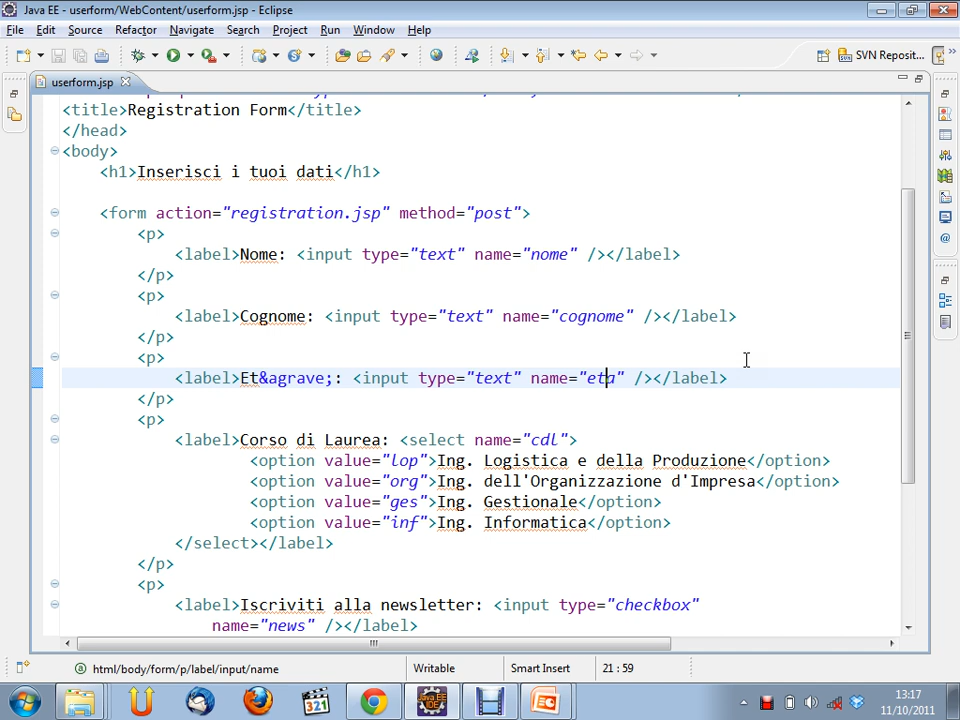 Java EE - userform/WebContent/userform.jsp - Eclipse
File Edit Source Refactor Navigate Search Project Run Window Help
SVN Reposit...
userform.jsp
<title>Registration Form</title>
</head>
<body>
<h1>Inserisci i tuoi dati</h1>
<form action="registration.jsp" method="post">
<p>
<label>Nome: <input type="text" name="nome" /></label>
</p>
<p>
<label>Cognome: <input type="text" name="cognome" /></label>
</p>
<p>
<label>Et&agrave;: <input type="text" name="eta" /></label>
</p>
<p>
<label>Corso di Laurea: <select name="cdl">
<option value="lop">Ing. Logistica e della Produzione</option>
<option value="org">Ing. dell'Organizzazione d'Impresa</option>
<option value="ges">Ing. Gestionale</option>
<option value="inf">Ing. Informatica</option>
</select></label>
</p>
<p>
<label>Iscriviti alla newsletter: <input type="checkbox"
name="news" /></label>
html/body/form/p/label/input/name Writable Smart Insert 21 : 59
321
Java EE
IDE
13:17
11/10/2011